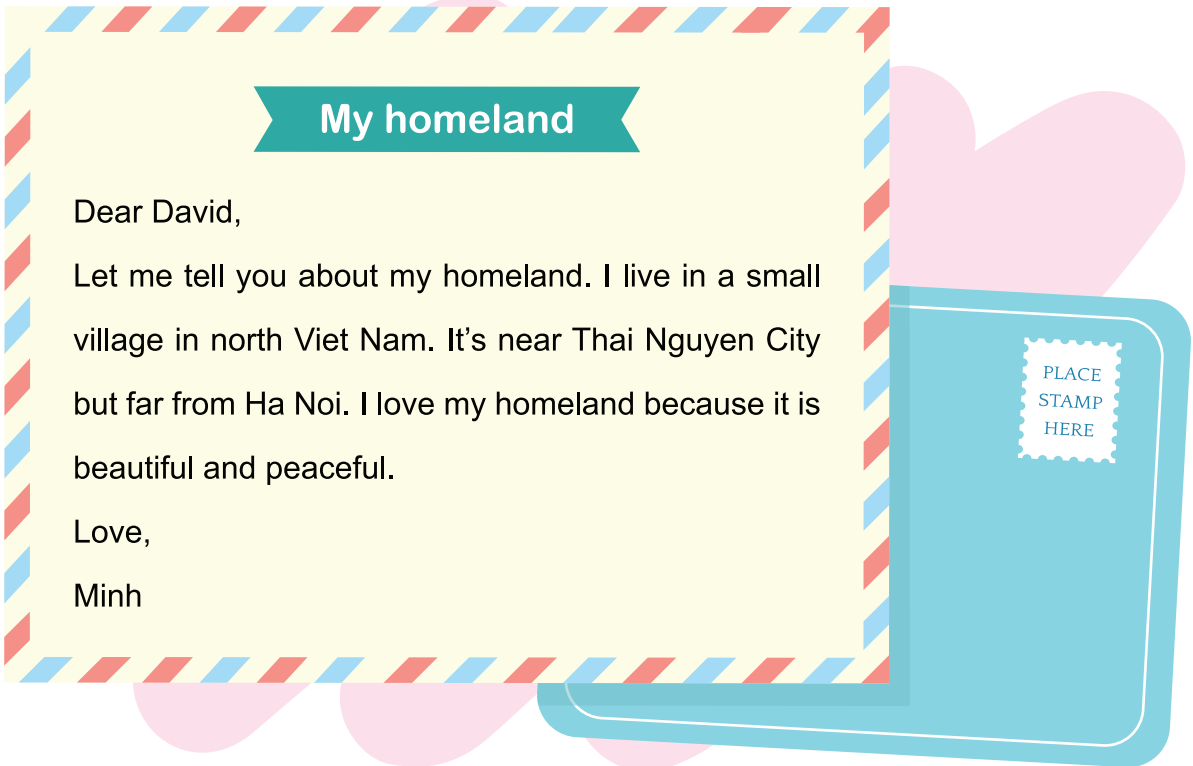 My homeland
Dear David,
Let me tell you about my homeland. I live in a small
village in north Viet Nam. It’s near Thai Nguyen City
but far from Ha Noi. I love my homeland because it is
beautiful and peaceful.
Love,
Minh
PLACE
STAMP
HERE